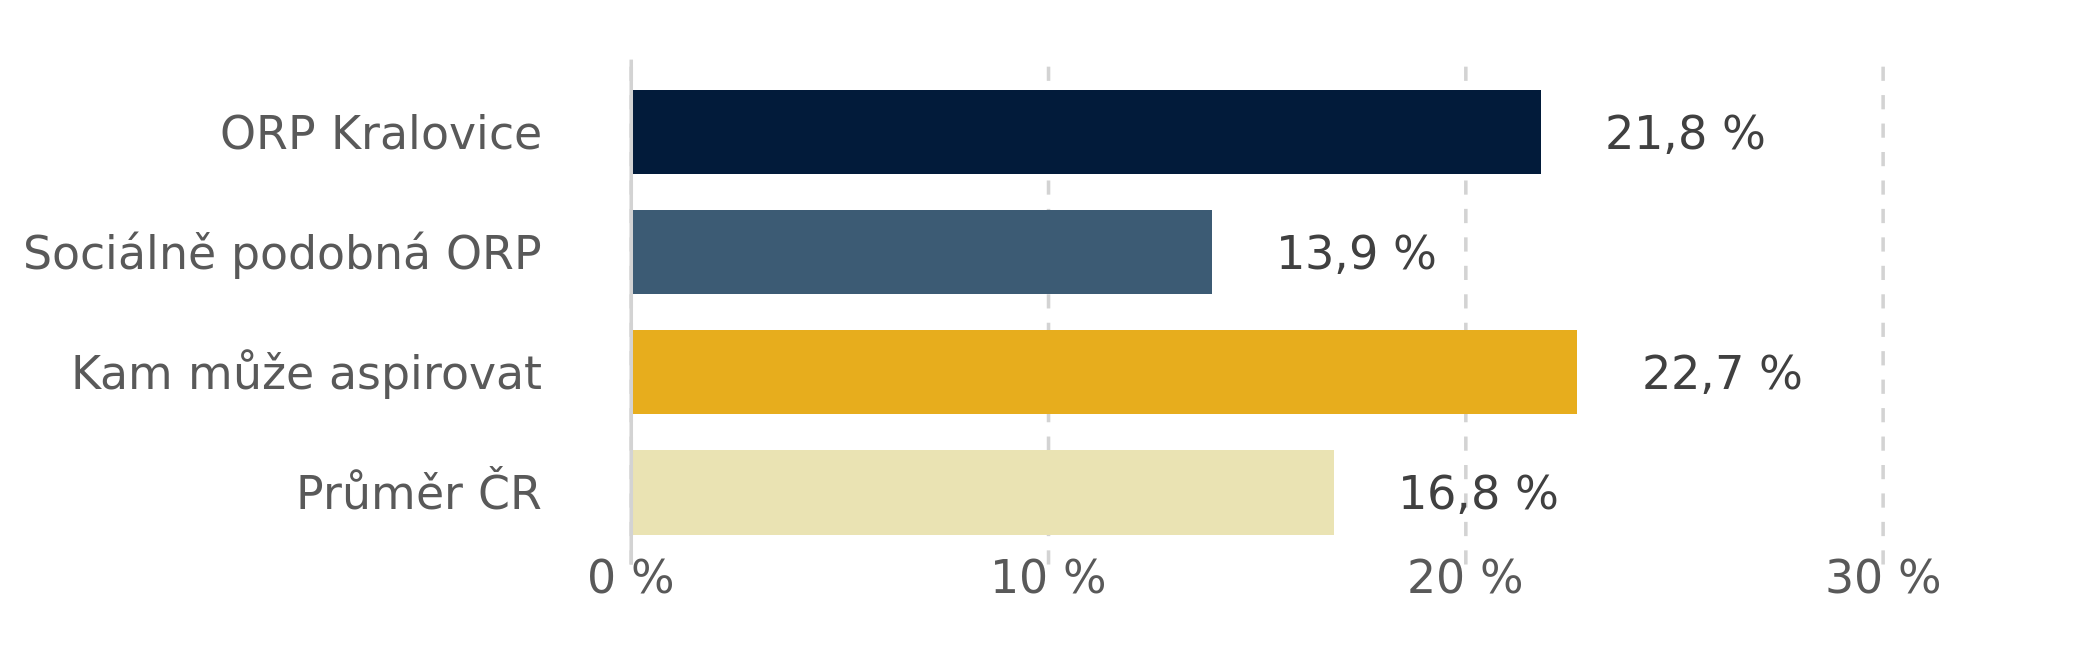 ORP Kralovice
21,8 %
Sociálně podobná ORP
13,9 %
Kam může aspirovat
22,7 %
Průměr ČR
16,8 %
0 %
10 %
20 %
30 %